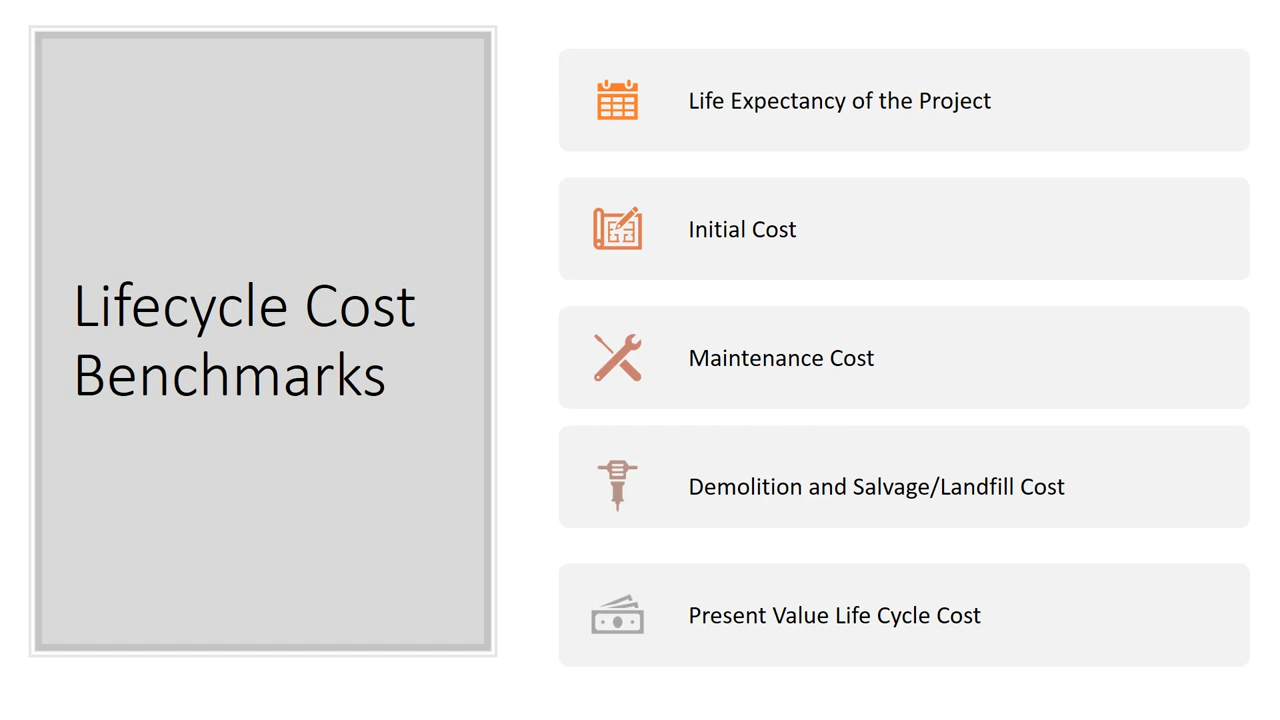 Lifecycle Cost
Benchmarks
Life Expectancy of the Project
Initial Cost
Maintenance Cost
Demolition and Salvage/Landfill Cost
Present Value Life Cycle Cost